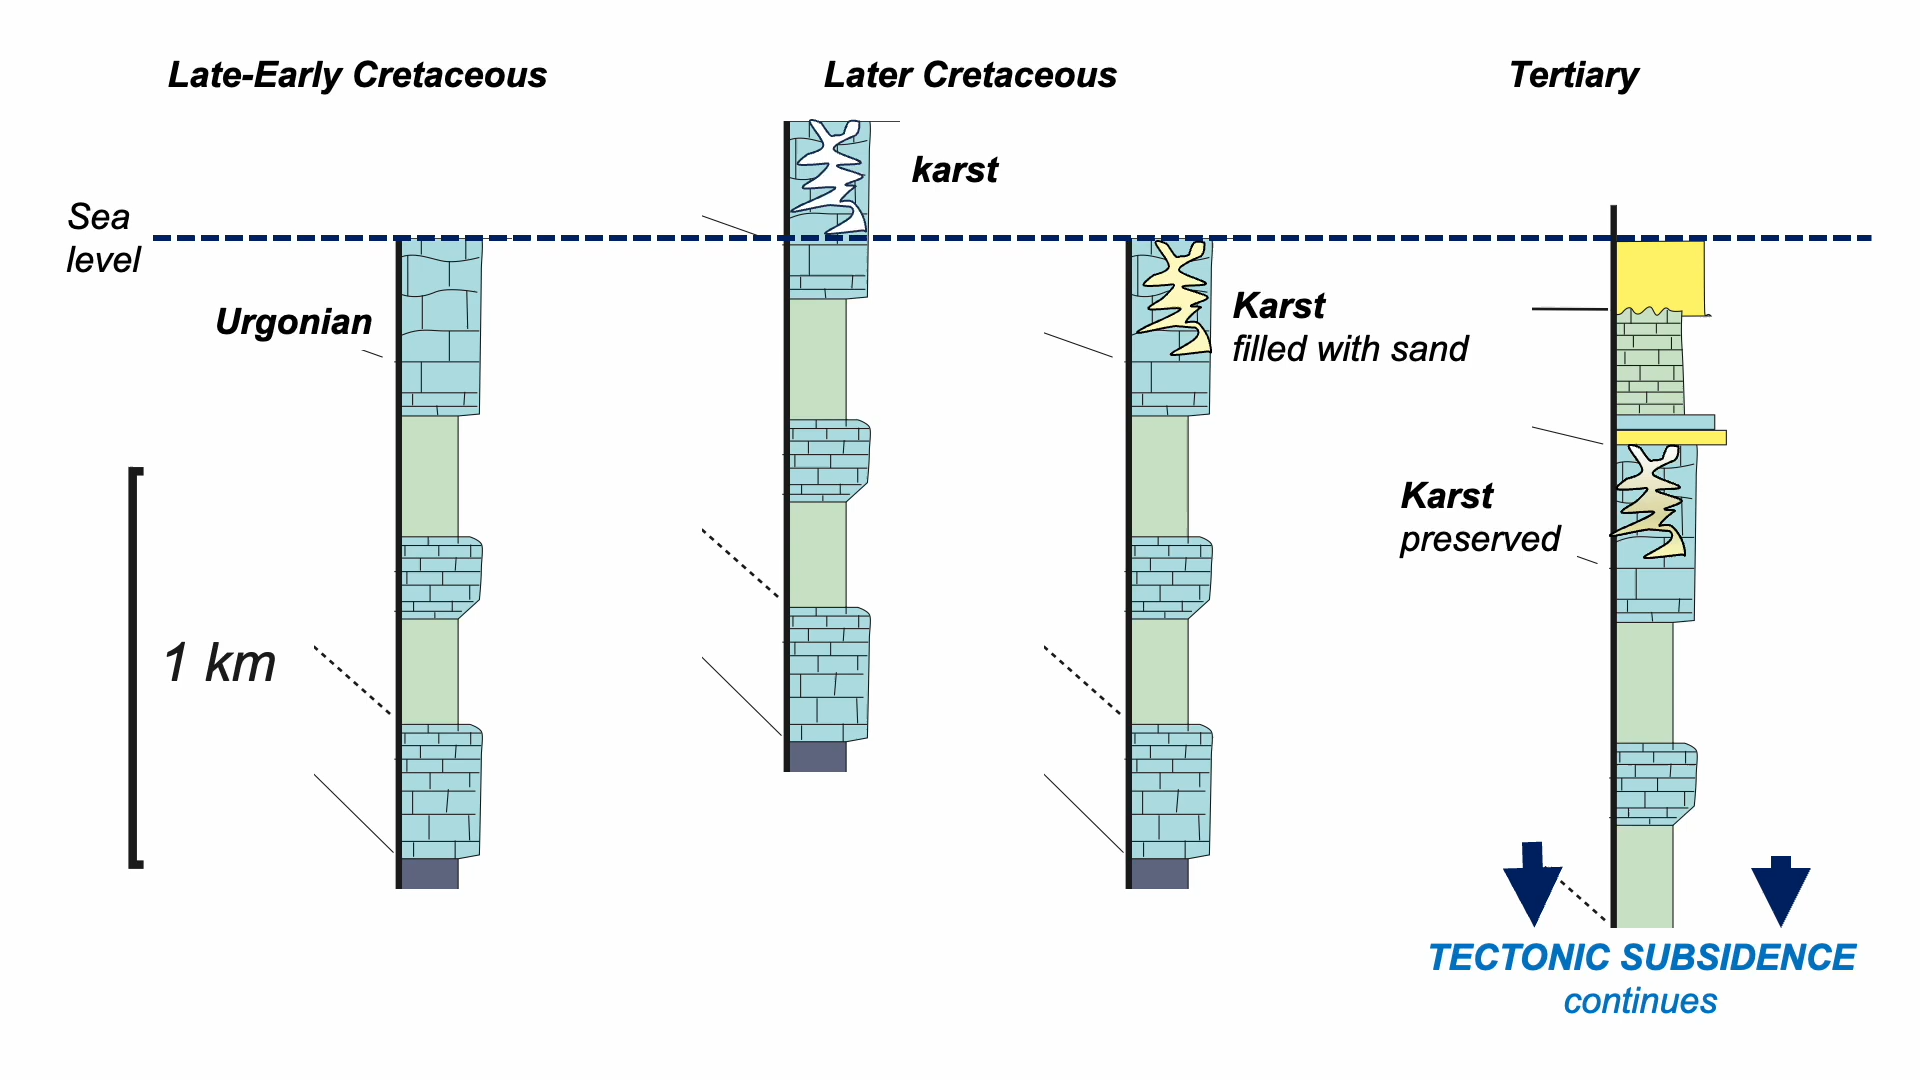 Late-Early Cretaceous
Later Cretaceous
Tertiary
karst
Sea
level
Urgonian
Karst
filled with sand
Karst
preserved
1 km
TECTONIC SUBSIDENCE
continues